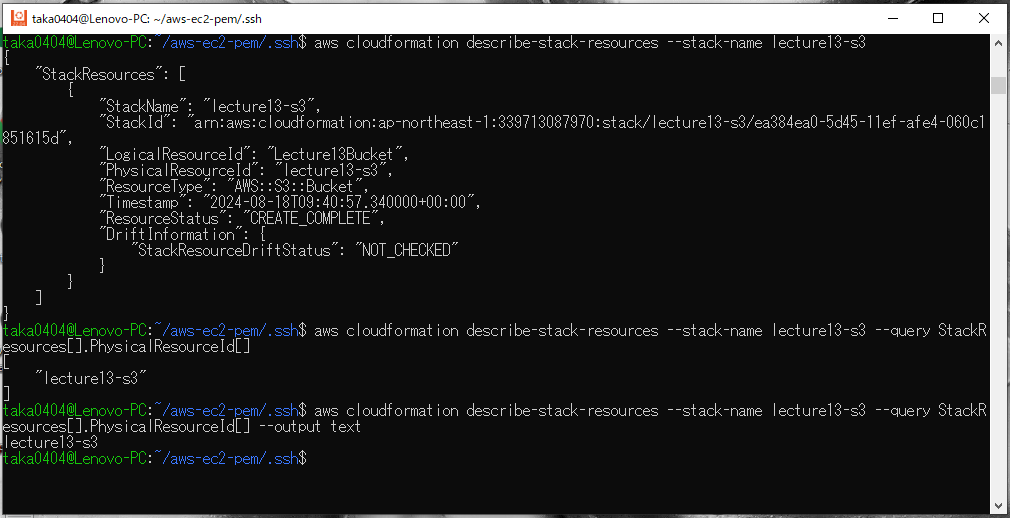 taka0404@Lenovo-PC: ~/aws-ec2-pem/.ssh
taka0404@Lenovo-PC:~/aws-ec2-pem/.ssh$ aws cloudformation describe-stack-resources --stack-name lecture13-s3
{
    "StackResources": [
        {
            "StackName": "lecture13-s3",
            "StackId": "arn:aws:cloudformation:ap-northeast-1:339713087970:stack/lecture13-s3/ea384ea0-5d45-11ef-afe4-060c1
851615d",
            "LogicalResourceId": "Lecture13Bucket",
            "PhysicalResourceId": "lecture13-s3",
            "ResourceType": "AWS::S3::Bucket",
            "Timestamp": "2024-08-18T09:40:57.340000+00:00",
            "ResourceStatus": "CREATE_COMPLETE",
            "DriftInformation": {
                "StackResourceDriftStatus": "NOT_CHECKED"
            }
        }
    ]
}
taka0404@Lenovo-PC:~/aws-ec2-pem/.ssh$ aws cloudformation describe-stack-resources --stack-name lecture13-s3 --query StackR
esources[].PhysicalResourceId[]
[
    "lecture13-s3"
]
taka0404@Lenovo-PC:~/aws-ec2-pem/.ssh$ aws cloudformation describe-stack-resources --stack-name lecture13-s3 --query StackR
esources[].PhysicalResourceId[] --output text
lecture13-s3
taka0404@Lenovo-PC:~/aws-ec2-pem/.ssh$